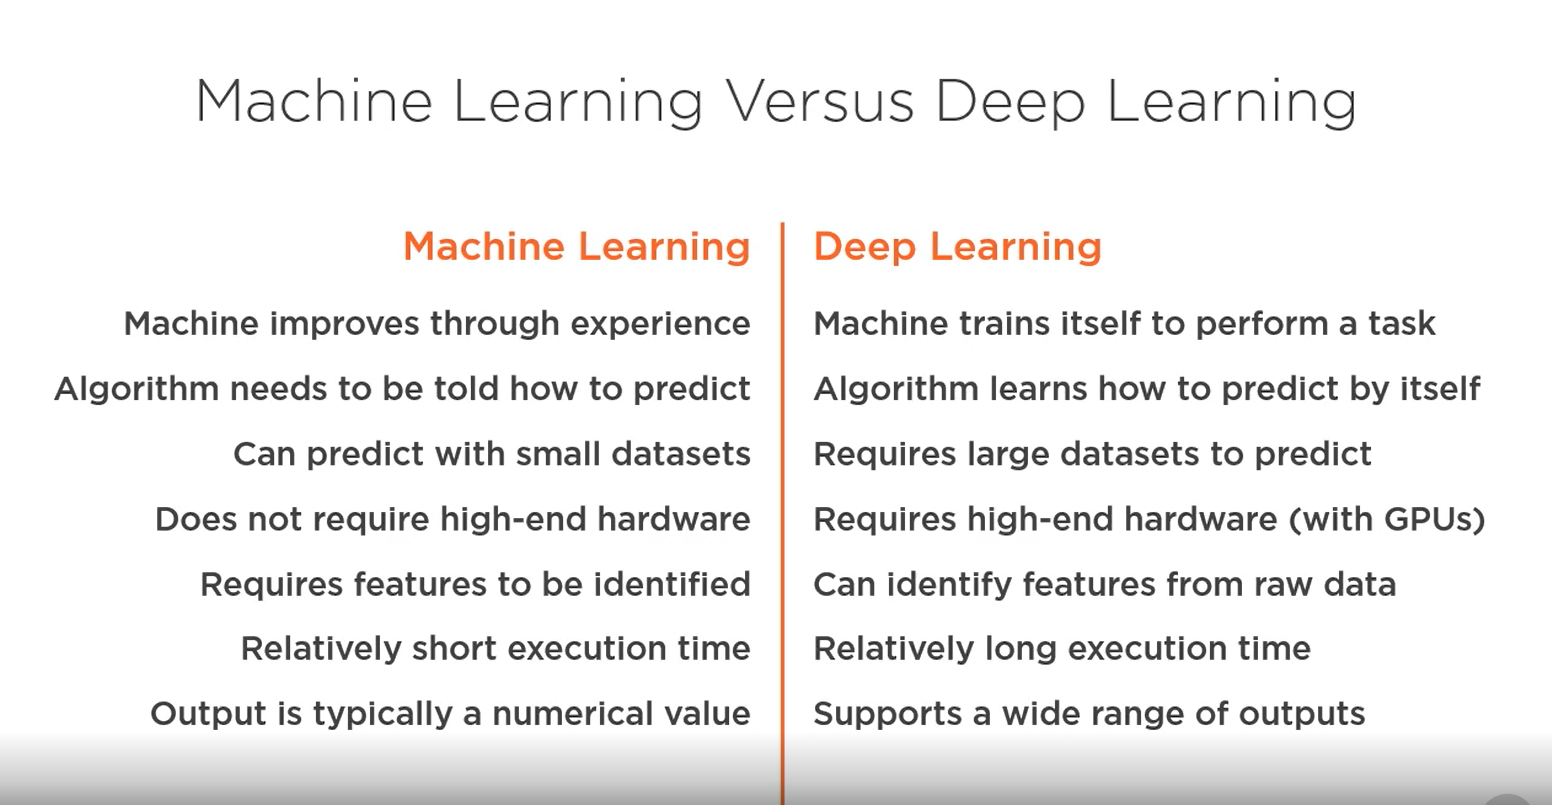 Machine Learning Versus Deep Learning
Machine Learning
Machine improves through experience
Algorithm needs to be told how to predict
Can predict with small datasets
Does not require high-end hardware
Requires features to be identified
Relatively short execution time
Output is typically a numerical value
Deep Learning
Machine trains itself to perform a task
Algorithm learns how to predict by itself
Requires large datasets to predict
Requires high-end hardware (with GPUs)
Can identify features from raw data
Relatively long execution time
Supports a wide range of outputs